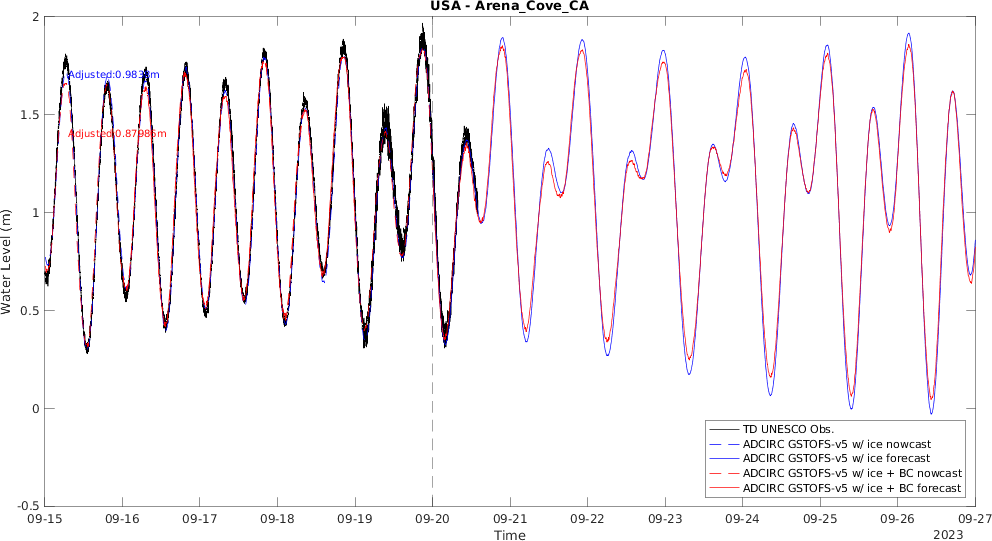 USA - Arena_Cove_CA
2
1.5
1
0.5
0
-0.5
Water Level (m)
Adjusted:0.9833m
Adjusted:0.87986m
TD UNESCO Obs.
ADCIRC GSTOFS-v5 w/ ice nowcast
ADCIRC GSTOFS-v5 w/ ice forecast
ADCIRC GSTOFS-v5 w/ ice + BC nowcast
ADCIRC GSTOFS-v5 w/ ice + BC forecast
09-15 09-16 09-17 09-18 09-19 09-20 09-21 09-22 09-23 09-24 09-25 09-26 09-27
Time
2023